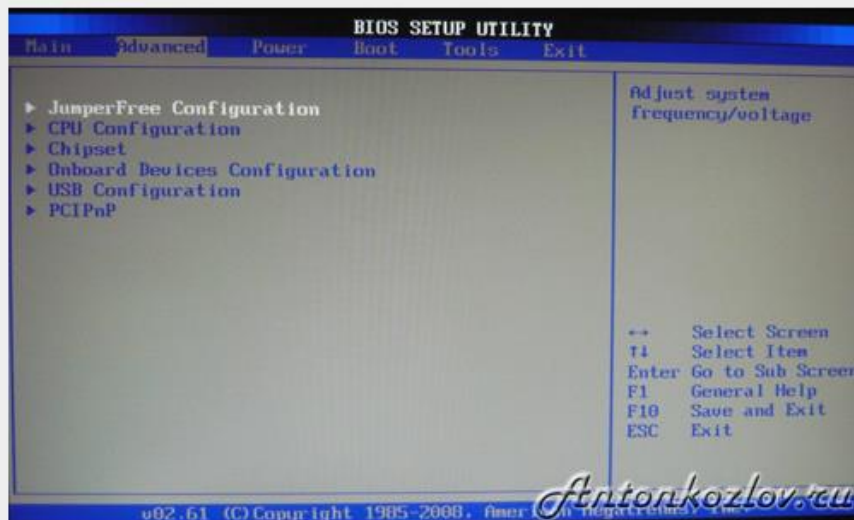 BIOS SETUP UTILITY
Main Advanced Power Boot Tools Exit
JumperFree Configuration
CPU Configuration
Chipset
Onboard Devices Configuration
USB Configuration
PCIPnP
Adjust system
frequency/voltage
↔ Select Screen
↑↓ Select Item
Enter Go to Sub Screen
F1 General Help
F10 Save and Exit
ESC Exit
v02.61 (C)Copyright 1985-2008, American Megatrends, Inc.
Antonkozlov.ru